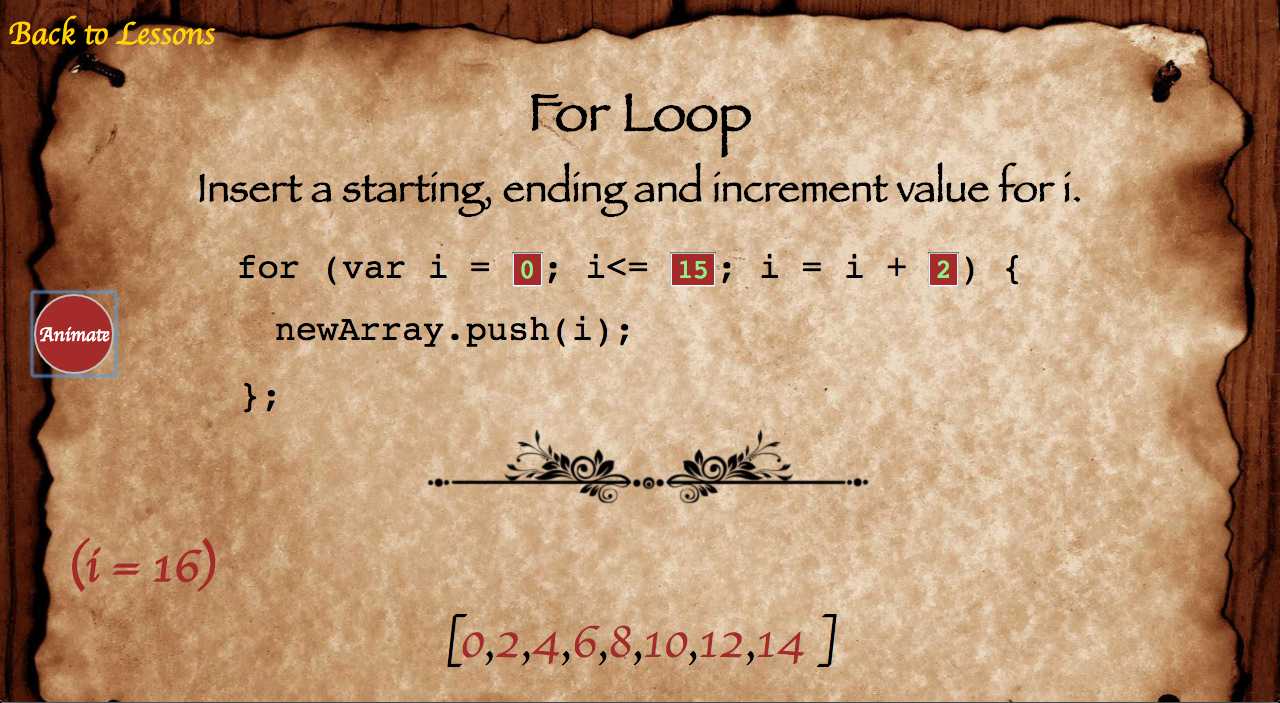 Back to Lessons
For Loop
Insert a starting, ending and increment value for i.
for (var i = 0; i<= 15; i = i + 2) {
Animate
newArray.push(i);
};
(i = 16)
[0,2,4,6,8,10,12,14 ]